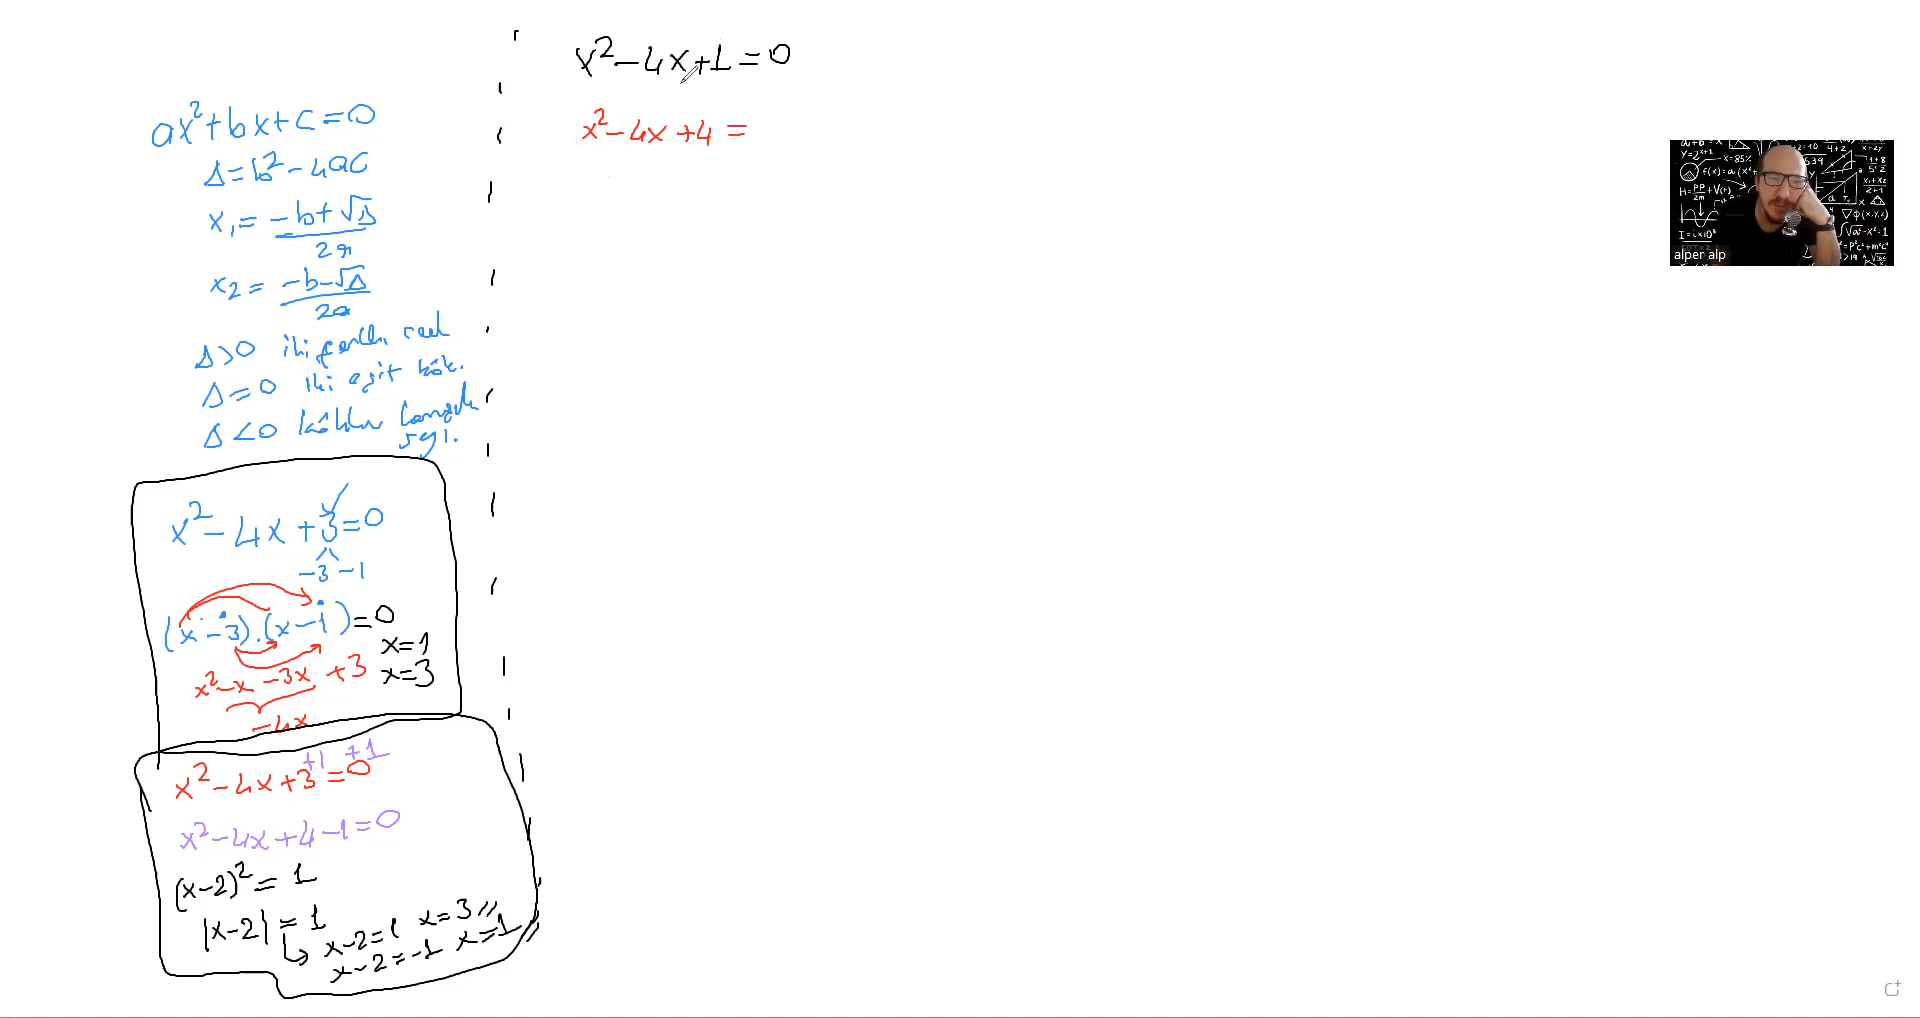 ax²+bx+c=0
Δ=b²-4ac
x₁=(-b+√Δ)/2a
x₂=(-b-√Δ)/2a
Δ>0 iki farklı reel
Δ=0 iki eşit kök.
Δ<0 kökler
x²-4x+3=0
-3 -1
(x-3).(x-1)=0
x=1
x²-x-3x+3
x=3
-4x
+1 +1
x²-4x+3=0
x²-4x+4-1=0
(x-2)²=1
|x-2|=1
x-2=1 x=3
x-2=-1 x=1
x²-4x+1=0
x²-4x+4=
alper alp